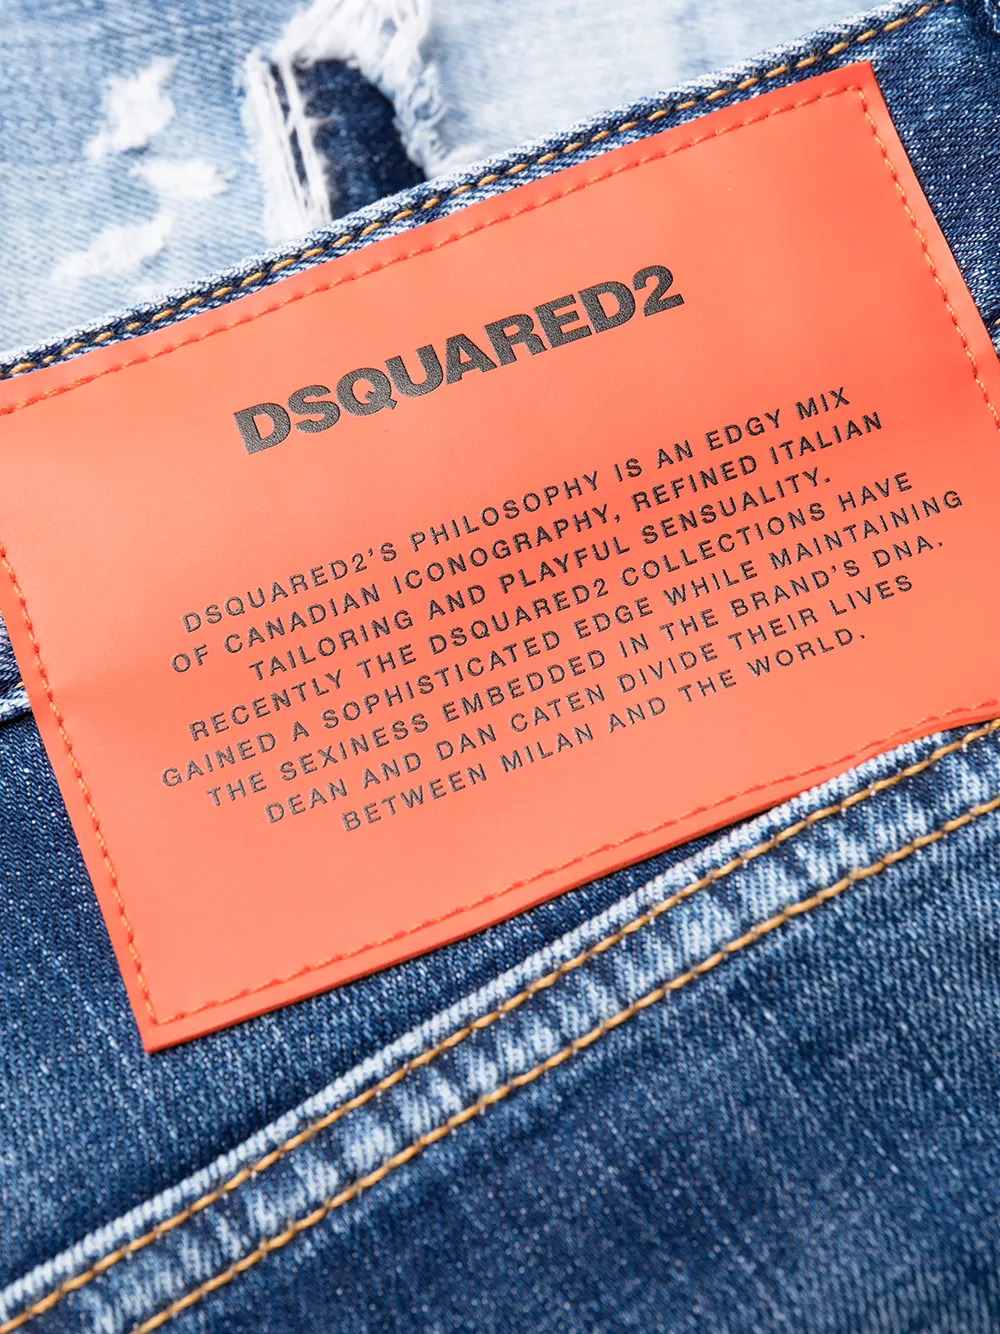 DSQUARED2
DSQUARED2'S PHILOSOPHY IS AN EDGY MIX
OF CANADIAN ICONOGRAPHY, REFINED ITALIAN
TAILORING AND PLAYFUL SENSUALITY.
RECENTLY THE DSQUARED2 COLLECTIONS HAVE
GAINED A SOPHISTICATED EDGE WHILE MAINTAINING
THE SEXINESS EMBEDDED IN THE BRAND'S DNA.
DEAN AND DAN CATEN DIVIDE THEIR LIVES
BETWEEN MILAN AND THE WORLD.